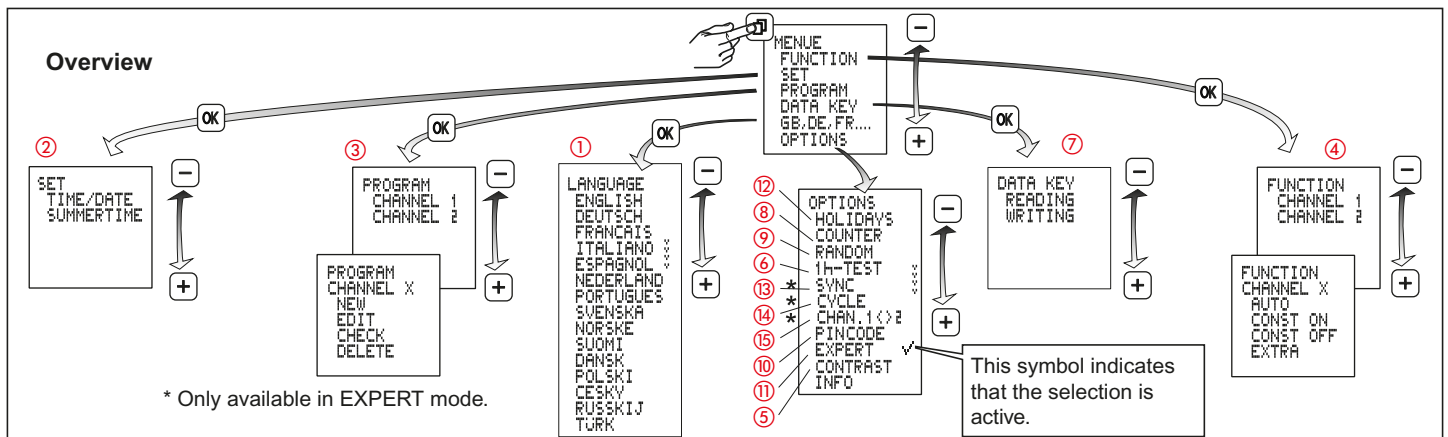 Overview
MENUE
FUNCTION
SET
PROGRAM
DATA KEY
GB,DE,FR....
OPTIONS
−
+
OK
OK
OK
OK
OK
②
SET
TIME/DATE
SUMMERTIME
−
+
③
PROGRAM
CHANNEL 1
CHANNEL 2
PROGRAM
CHANNEL X
NEW
EDIT
CHECK
DELETE
−
+
* Only available in EXPERT mode.
①
LANGUAGE
ENGLISH
DEUTSCH
FRANCAIS
ITALIANO
ESPAGNOL
NEDERLAND
PORTUGUES
SVENSKA
NORSKE
SUOMI
DANSK
POLSKI
CESKY
RUSSKIJ
TÜRK
−
+
OPTIONS
⑫ HOLIDAYS
⑧ COUNTER
⑨ RANDOM
⑥ 1h-TEST
⑬ * SYNC
⑭ * CYCLE
⑮ * CHAN.1<>2
⑩ PINCODE
⑪ EXPERT ✓
⑤ CONTRAST
INFO
−
+
This symbol indicates
that the selection is
active.
⑦
DATA KEY
READING
WRITING
−
+
④
FUNCTION
CHANNEL 1
CHANNEL 2
FUNCTION
CHANNEL X
AUTO
CONST ON
CONST OFF
EXTRA
−
+